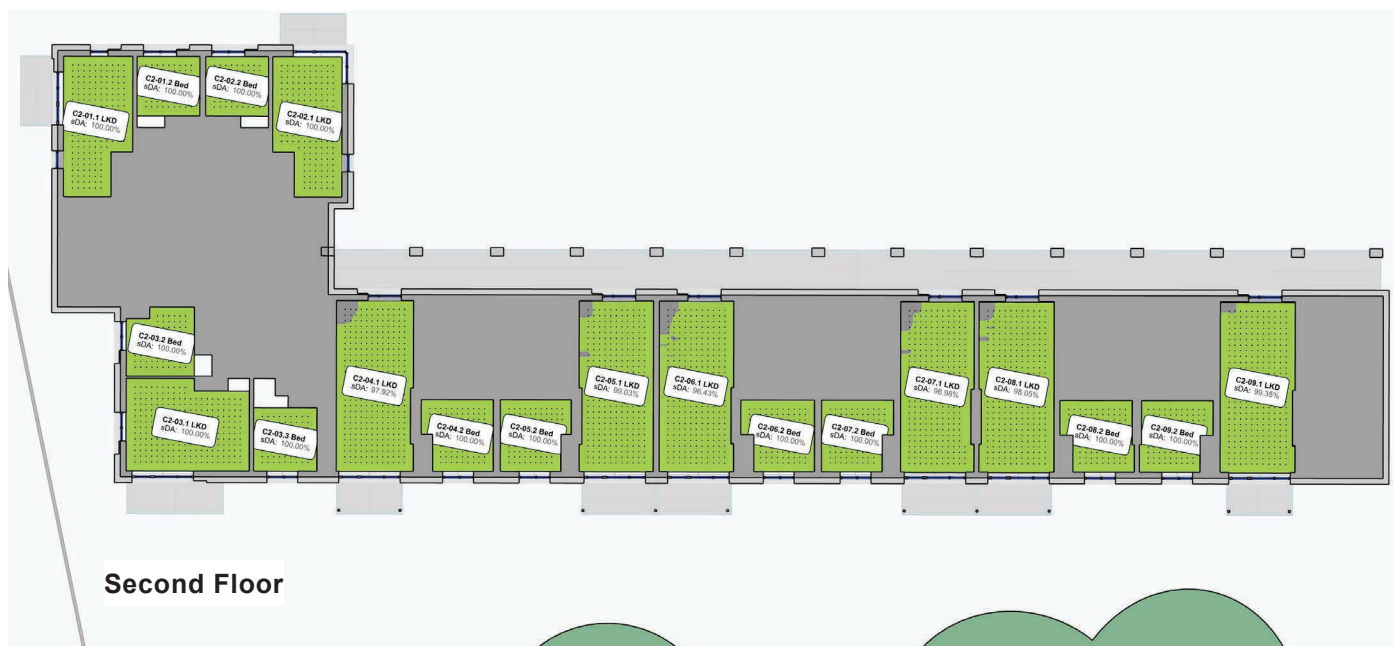 C2-01.1 LKD
sDA: 100.00%
C2-01.2 Bed
sDA: 100.00%
C2-02.2 Bed
sDA: 100.00%
C2-02.1 LKD
sDA: 100.00%
C2-03.2 Bed
sDA: 100.00%
C2-03.1 LKD
sDA: 100.00%
C2-03.3 Bed
sDA: 100.00%
C2-04.1 LKD
sDA: 97.92%
C2-04.2 Bed
sDA: 100.00%
C2-05.2 Bed
sDA: 100.00%
C2-05.1 LKD
sDA: 99.03%
C2-06.1 LKD
sDA: 96.43%
C2-06.2 Bed
sDA: 100.00%
C2-07.2 Bed
sDA: 100.00%
C2-07.1 LKD
sDA: 96.98%
C2-08.1 LKD
sDA: 98.05%
C2-08.2 Bed
sDA: 100.00%
C2-09.2 Bed
sDA: 100.00%
C2-09.1 LKD
sDA: 99.35%
Second Floor